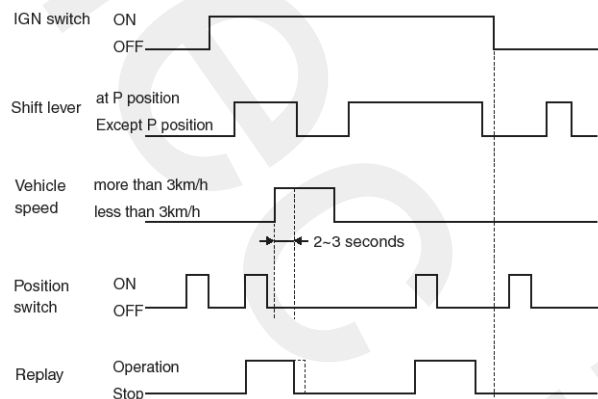 IGN switch ON
OFF
Shift lever at P position
Except P position
Vehicle speed more than 3km/h
less than 3km/h
2~3 seconds
Position switch ON
OFF
Replay Operation
Stop